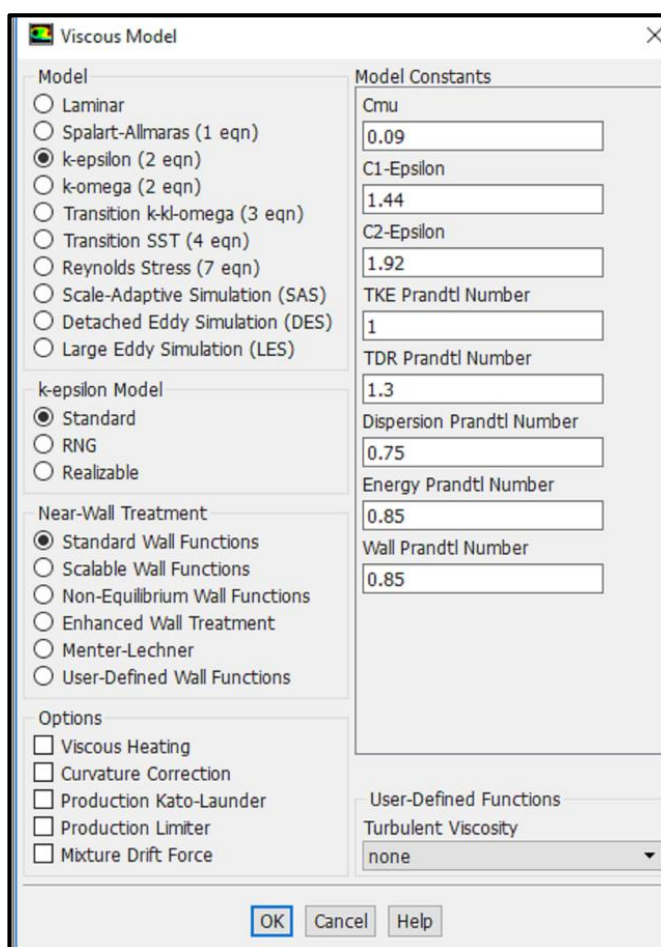 Viscous Model
Model
Laminar
Spalart-Allmaras (1 eqn)
k-epsilon (2 eqn)
k-omega (2 eqn)
Transition k-kl-omega (3 eqn)
Transition SST (4 eqn)
Reynolds Stress (7 eqn)
Scale-Adaptive Simulation (SAS)
Detached Eddy Simulation (DES)
Large Eddy Simulation (LES)
k-epsilon Model
Standard
RNG
Realizable
Near-Wall Treatment
Standard Wall Functions
Scalable Wall Functions
Non-Equilibrium Wall Functions
Enhanced Wall Treatment
Menter-Lechner
User-Defined Wall Functions
Options
Viscous Heating
Curvature Correction
Production Kato-Launder
Production Limiter
Mixture Drift Force
Model Constants
Cmu
0.09
C1-Epsilon
1.44
C2-Epsilon
1.92
TKE Prandtl Number
1
TDR Prandtl Number
1.3
Dispersion Prandtl Number
0.75
Energy Prandtl Number
0.85
Wall Prandtl Number
0.85
User-Defined Functions
Turbulent Viscosity
none
OK Cancel Help